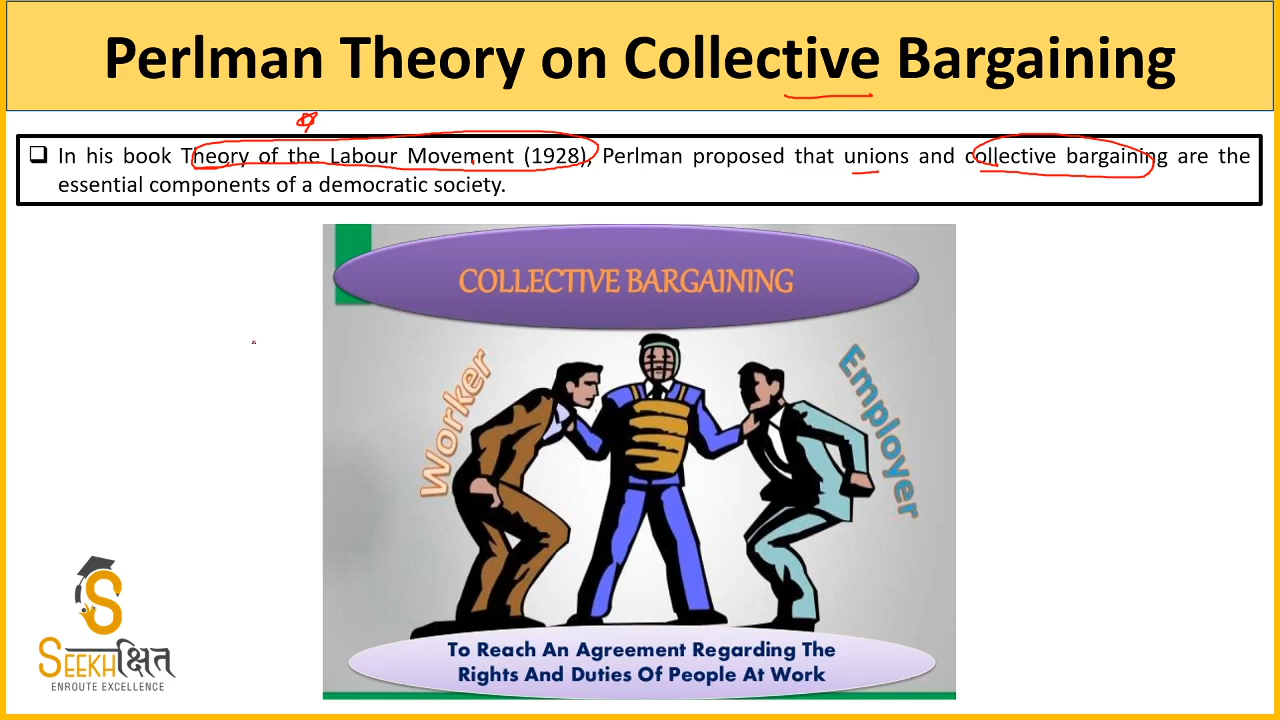 Perlman Theory on Collective Bargaining
In his book Theory of the Labour Movement (1928), Perlman proposed that unions and collective bargaining are the
essential components of a democratic society.
COLLECTIVE BARGAINING
Worker
Employer
To Reach An Agreement Regarding The
Rights And Duties Of People At Work
S
SEEKHक्षित
ENROUTE EXCELLENCE